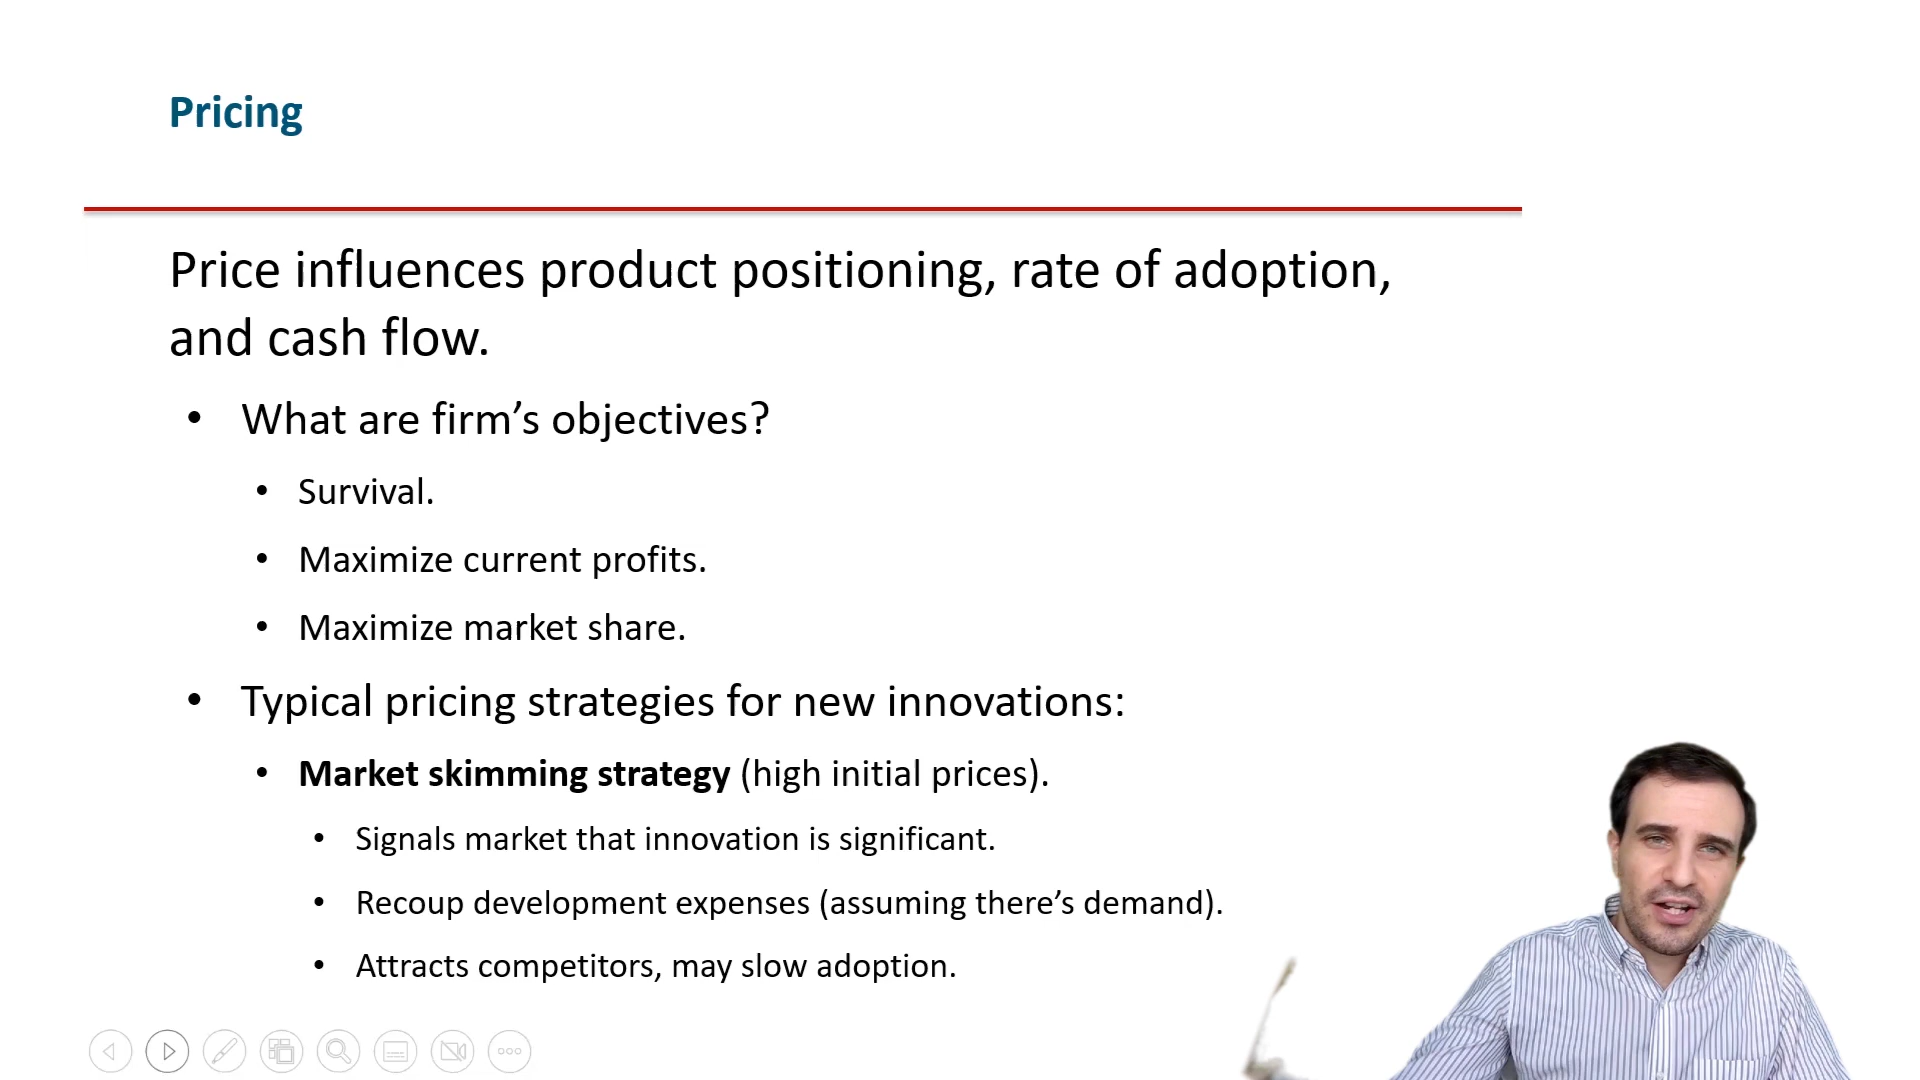 Pricing
Price influences product positioning, rate of adoption,
and cash flow.
• What are firm’s objectives?
• Survival.
• Maximize current profits.
• Maximize market share.
• Typical pricing strategies for new innovations:
• Market skimming strategy (high initial prices).
• Signals market that innovation is significant.
• Recoup development expenses (assuming there’s demand).
• Attracts competitors, may slow adoption.